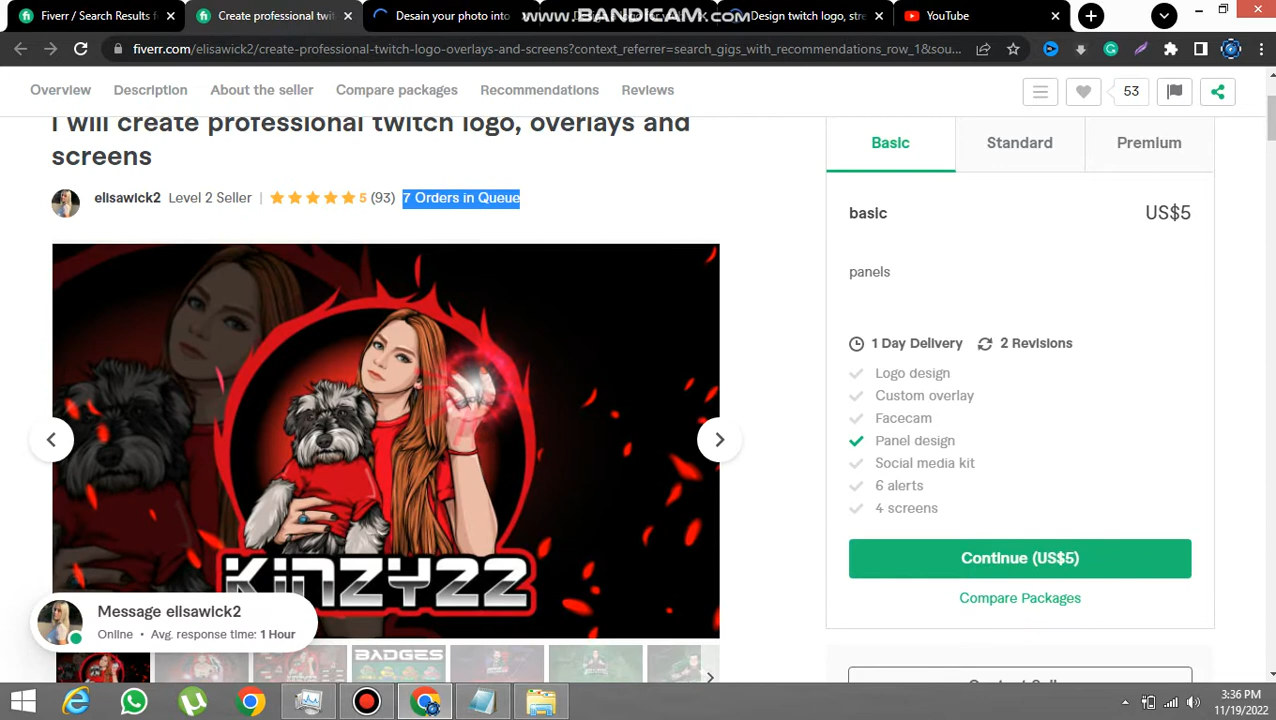 Fiverr / Search Results f
Create professional twit
Desain your photo into
Design twitch logo, stre
YouTube
www.BANDICAM.com
fiverr.com/elisawick2/create-professional-twitch-logo-overlays-and-screens?context_referrer=search_gigs_with_recommendations_row_1&sou...
Overview Description About the seller Compare packages Recommendations Reviews
53
I will create professional twitch logo, overlays and
screens
elisawick2 Level 2 Seller | 5 (93) 7 Orders in Queue
Basic Standard Premium
basic US$5
panels
1 Day Delivery 2 Revisions
Logo design
Custom overlay
Facecam
Panel design
Social media kit
6 alerts
4 screens
Continue (US$5)
Compare Packages
KiNZY22
Message elisawick2
Online • Avg. response time: 1 Hour
BADGES
3:36 PM
11/19/2022